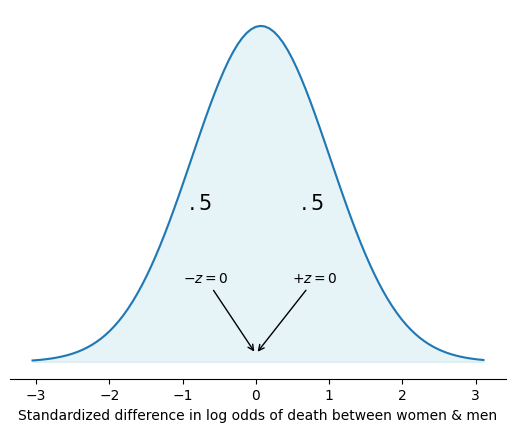 .5 .5
−z = 0 +z = 0
−3 −2 −1 0 1 2 3
Standardized difference in log odds of death between women & men